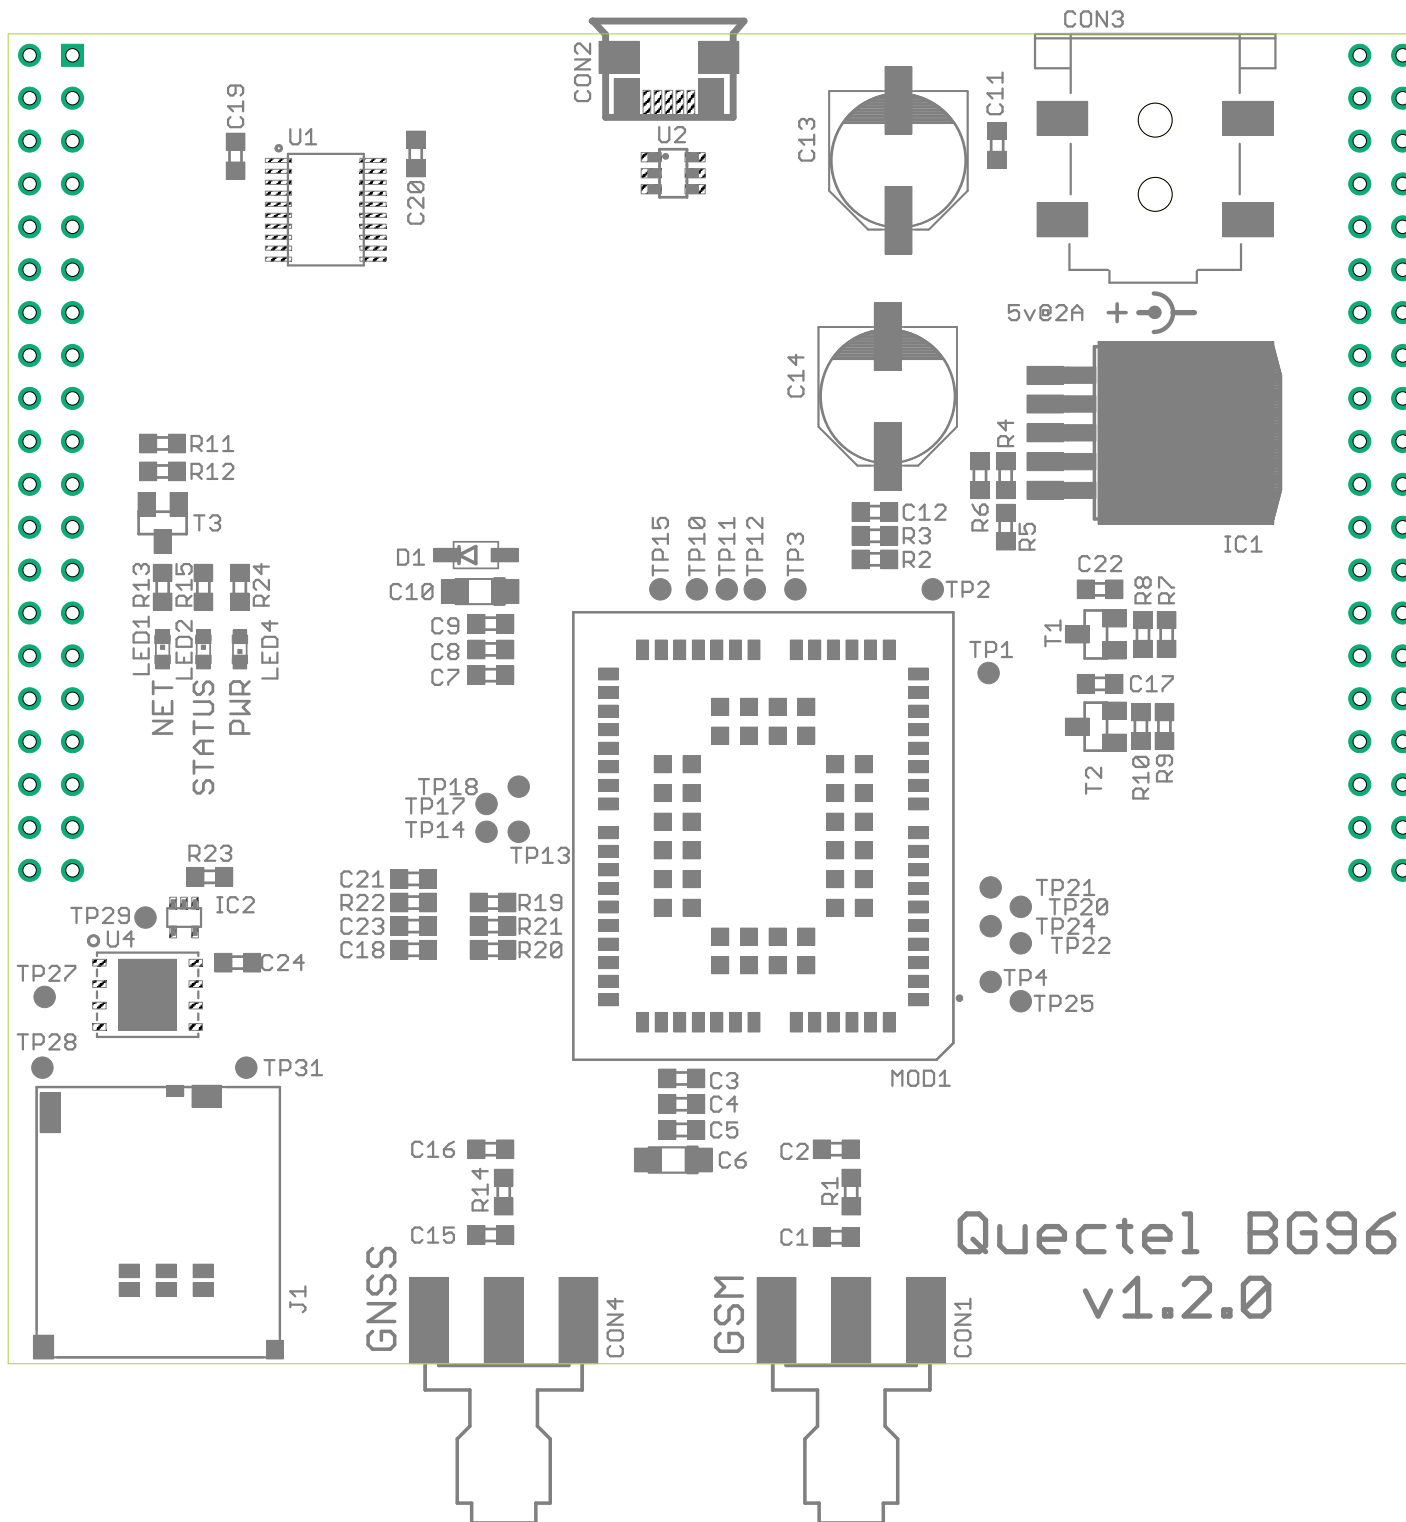 CON3
CON2
C19
U1
C20
U2
C13
C11
5v@2A
+
C14
R4
R11
R12
T3
R6
R5
IC1
C12
R3
R2
TP15
TP10
TP11
TP12
TP3
TP2
D1
C10
C9
C8
C7
R13
R15
R24
LED1
LED2
LED4
NET
STATUS
PWR
C22
R8
R7
T1
TP1
C17
T2
R10
R9
TP18
TP17
TP14
TP13
R23
IC2
TP29
U4
C24
TP27
TP28
TP31
C21
R22
C23
C18
R19
R21
R20
TP21
TP20
TP24
TP22
TP4
TP25
MOD1
C3
C4
C5
C6
C16
R14
C15
C2
R1
C1
J1
GNSS
CON4
GSM
CON1
Quectel BG96
v1.2.0